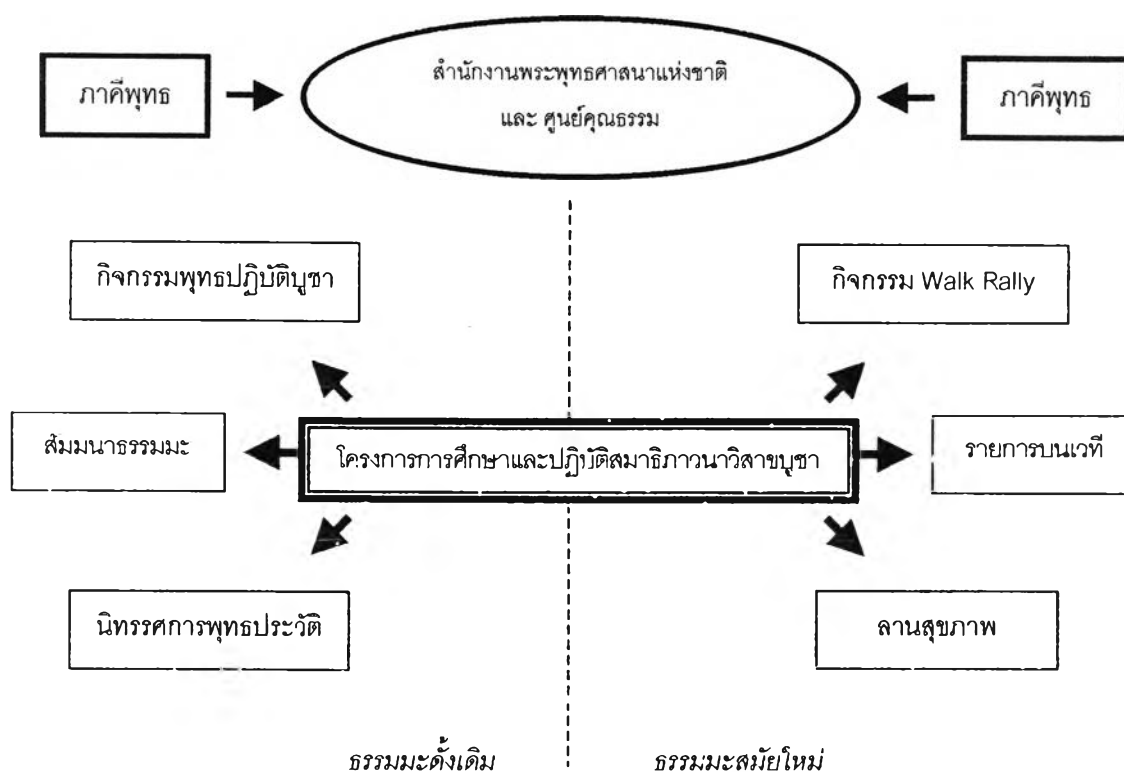 สำนักงานพระพุทธศาสนาแห่งชาติ
ภาคีพุทธ
และ ศูนย์คุณธรรม
ภาคีพุทธ
กิจกรรมพุทธปฏิบัติบูชา
กิจกรรม Walk Rally
สัมมนาธรรมมะ
โครงการการศึกษาและปฏิบัติสมาธิภาวนาวิสาขบูชา
รายการบนเวที
นิทรรศการพุทธประวัติ
ลานสุขภาพ
ธรรมมะดั้งเดิม
ธรรมมะสมัยใหม่